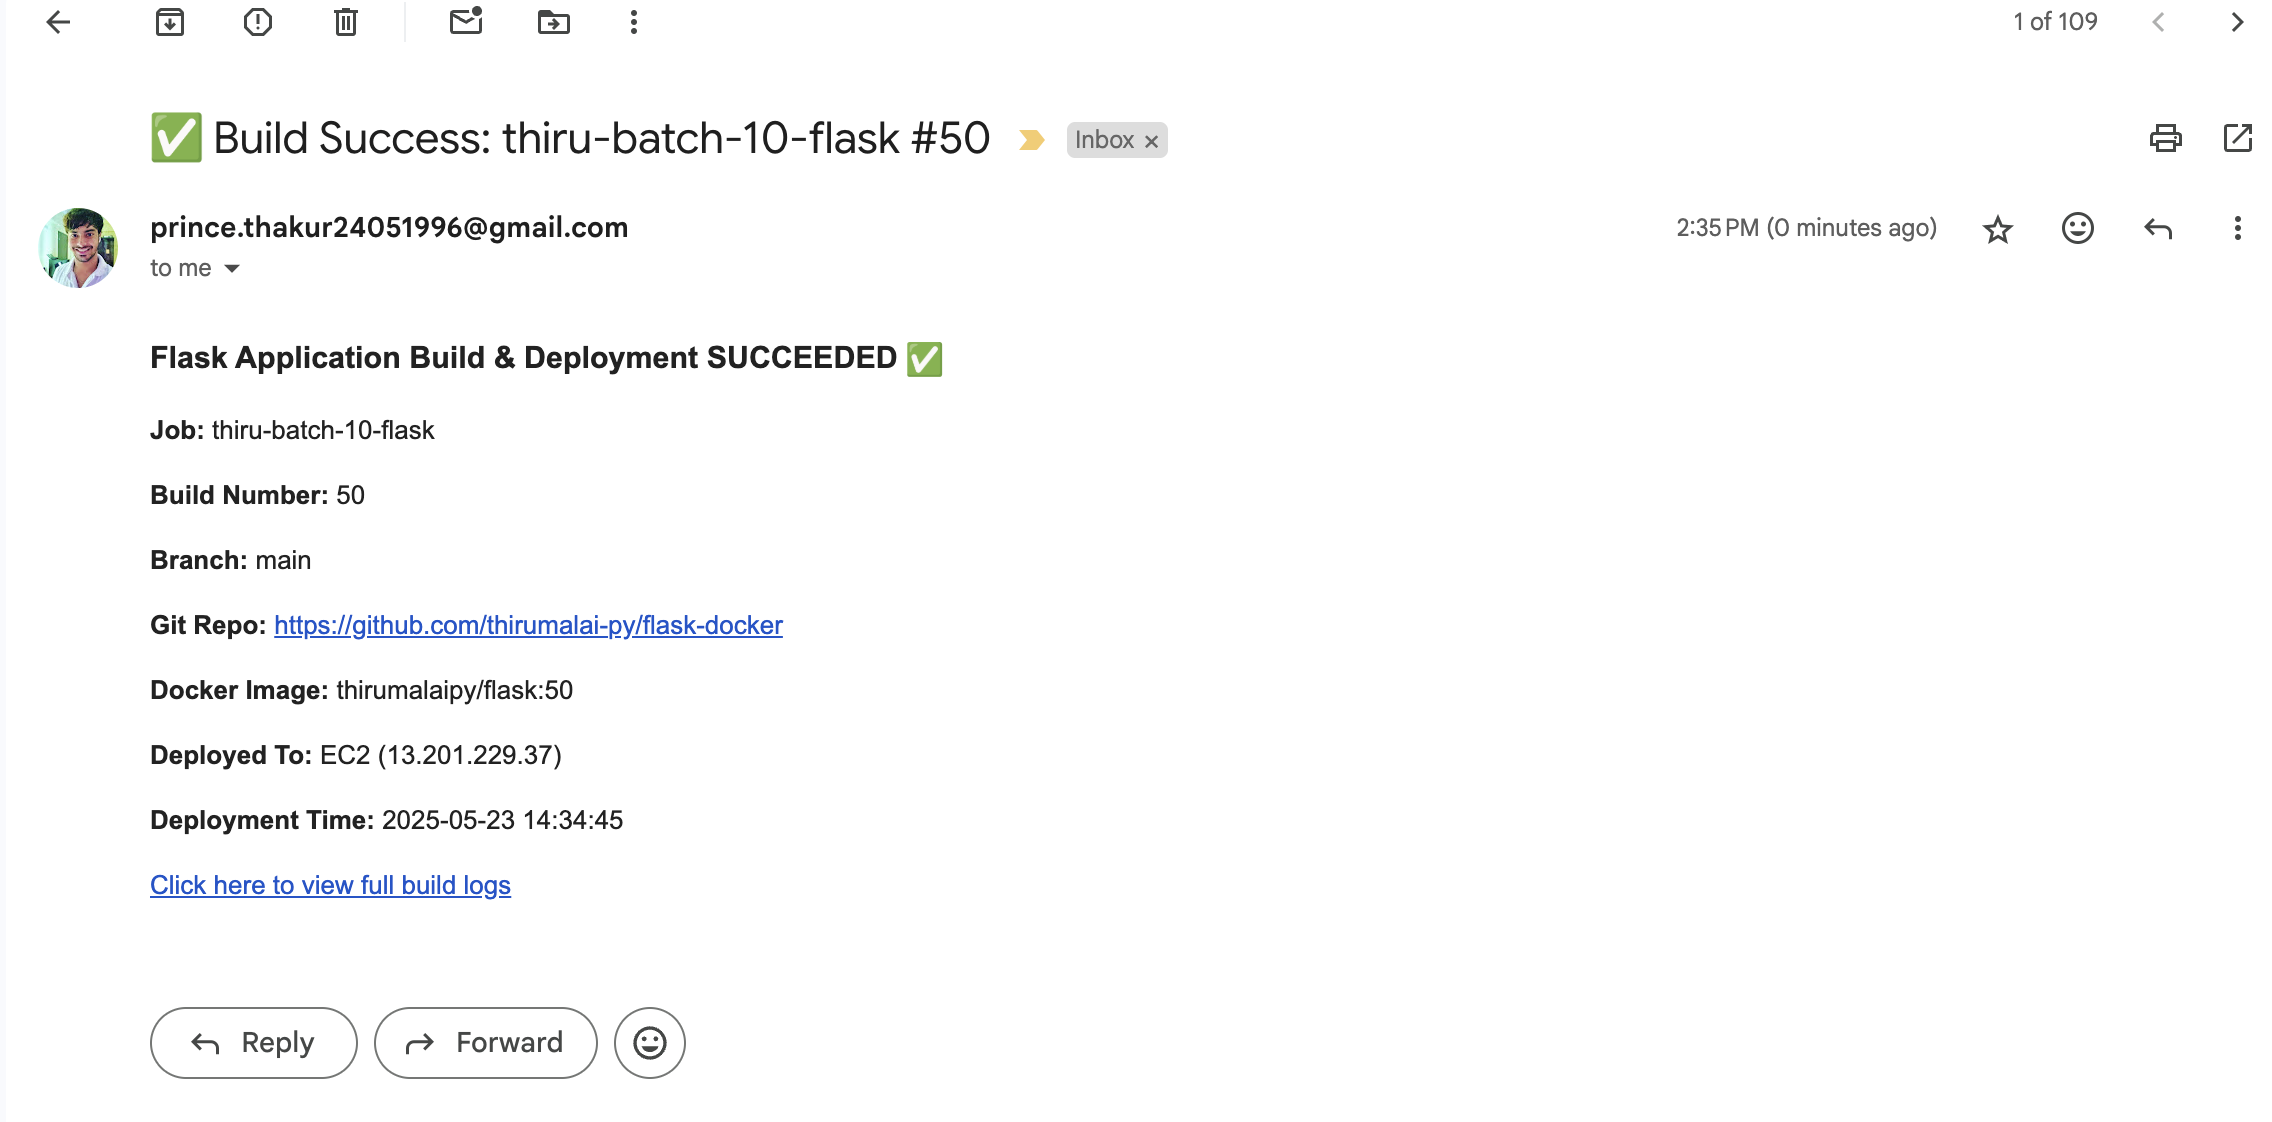 1 of 109
✅ Build Success: thiru-batch-10-flask #50 Inbox ×
prince.thakur24051996@gmail.com 2:35 PM (0 minutes ago)
to me
Flask Application Build & Deployment SUCCEEDED ✅
Job: thiru-batch-10-flask
Build Number: 50
Branch: main
Git Repo: https://github.com/thirumalai-py/flask-docker
Docker Image: thirumalaipy/flask:50
Deployed To: EC2 (13.201.229.37)
Deployment Time: 2025-05-23 14:34:45
Click here to view full build logs
Reply Forward